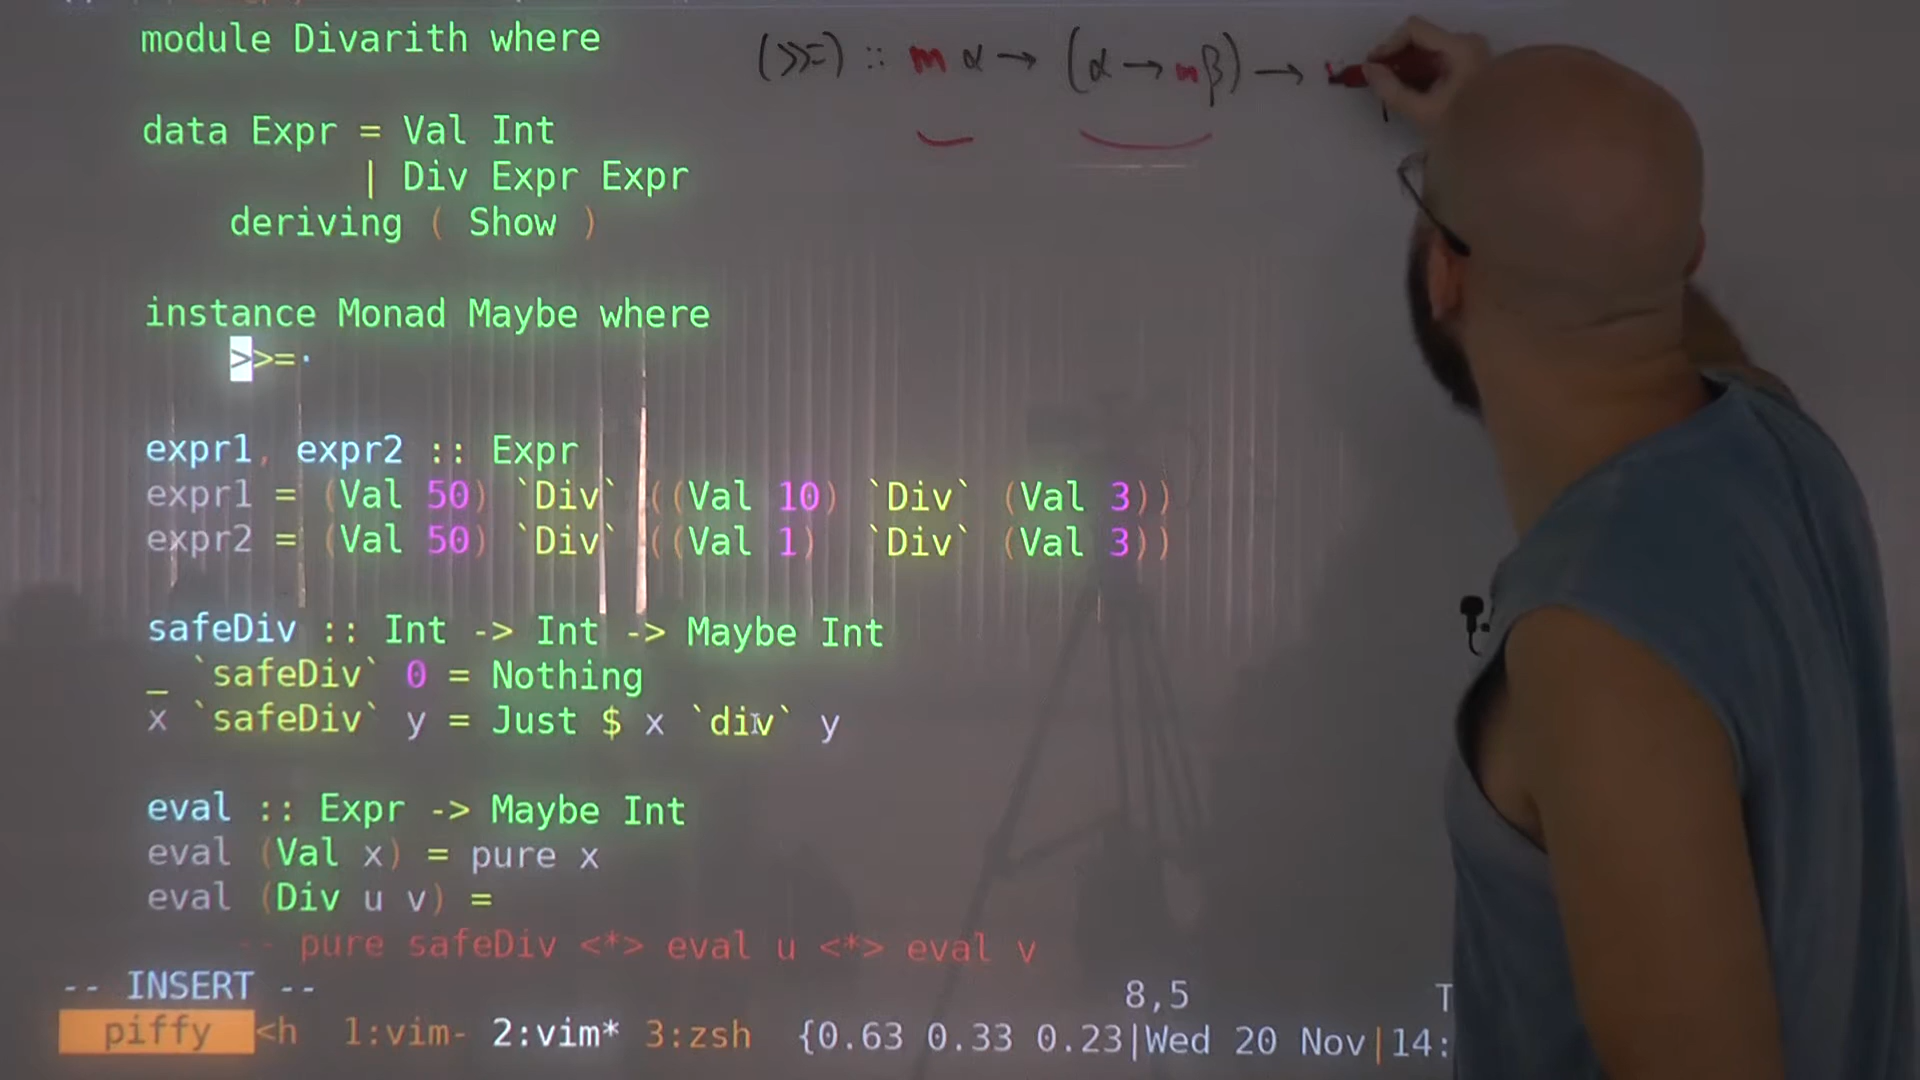 module Divarith where
(>>=) :: m α → (α → mβ) →
data Expr = Val Int
| Div Expr Expr
deriving ( Show )
instance Monad Maybe where
>>=·
expr1, expr2 :: Expr
expr1 = (Val 50) `Div` ((Val 10) `Div` (Val 3))
expr2 = (Val 50) `Div` ((Val 1) `Div` (Val 3))
safeDiv :: Int -> Int -> Maybe Int
_ `safeDiv` 0 = Nothing
x `safeDiv` y = Just $ x `div` y
eval :: Expr -> Maybe Int
eval (Val x) = pure x
eval (Div u v) =
-- pure safeDiv <*> eval u <*> eval v
-- INSERT -- 8,5 T
piffy <h 1:vim- 2:vim* 3:zsh {0.63 0.33 0.23|Wed 20 Nov|14: